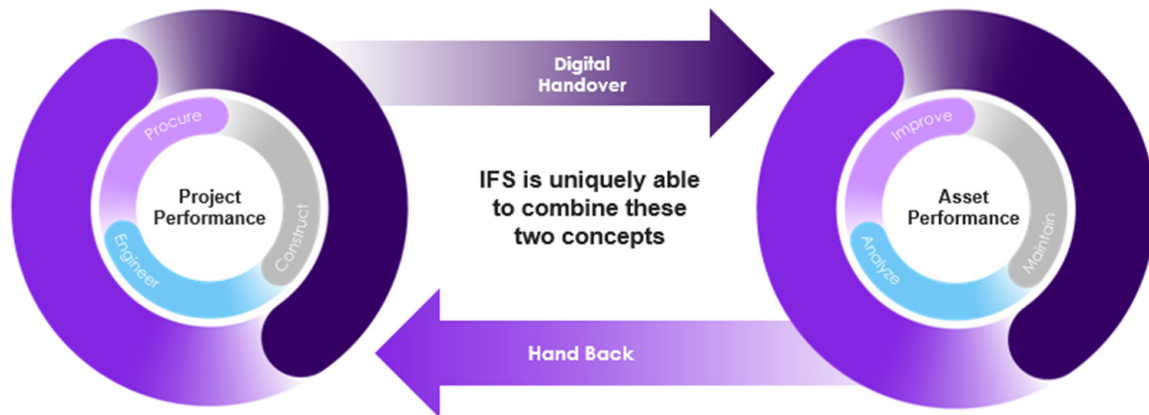 Procure
Project
Performance
Construct
Engineer
Digital
Handover
IFS is uniquely able
to combine these
two concepts
Hand Back
Improve
Asset
Performance
Maintain
Analyze